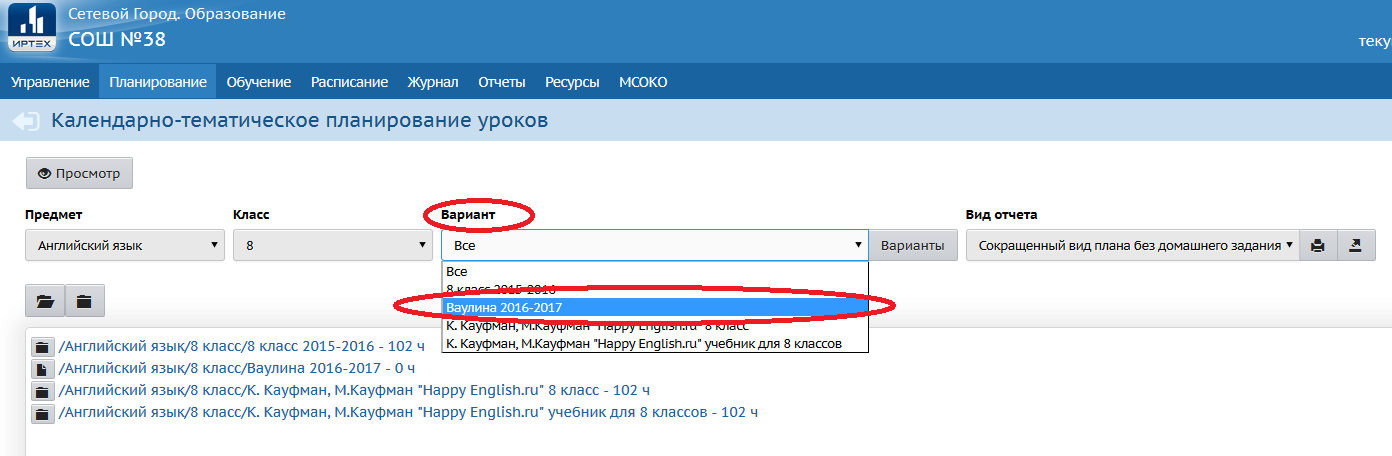 Сетевой Город. Образование
ИРТЕХ
СОШ №38
теку
Управление Планирование Обучение Расписание Журнал Отчеты Ресурсы МСОКО
Календарно-тематическое планирование уроков
Просмотр
Предмет Класс Вариант Вид отчета
Английский язык 8 Все Варианты Сокращенный вид плана без домашнего задания
Все
8 класс 2015-2016
Ваулина 2016-2017
К. Кауфман, М.Кауфман "Happy English.ru" 8 класс
К. Кауфман, М.Кауфман "Happy English.ru" учебник для 8 классов
/Английский язык/8 класс/8 класс 2015-2016 - 102 ч
/Английский язык/8 класс/Ваулина 2016-2017 - 0 ч
/Английский язык/8 класс/К. Кауфман, М.Кауфман "Happy English.ru" 8 класс - 102 ч
/Английский язык/8 класс/К. Кауфман, М.Кауфман "Happy English.ru" учебник для 8 классов - 102 ч